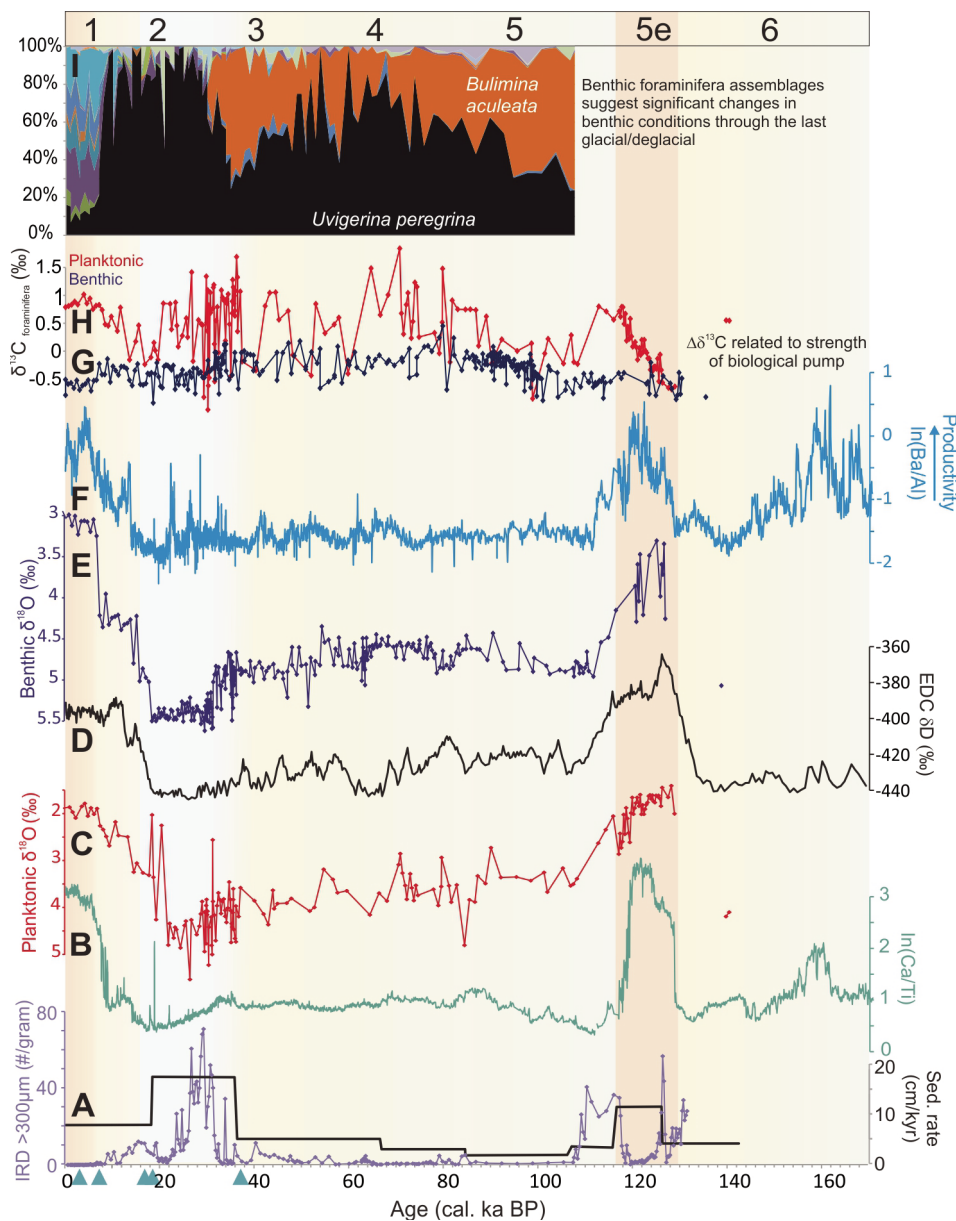 1 2 3 4 5 5e 6
100%
80%
60%
40%
20%
0%
I
Bulimina
aculeata
Uvigerina peregrina
Benthic foraminifera assemblages
suggest significant changes in
benthic conditions through the last
glacial/deglacial
Planktonic
Benthic
δ¹³C foraminifera (‰)
1.5
1
0.5
0
-0.5
H
G
Δδ¹³C related to strength
of biological pump
1
0
-1
-2
Productivity
ln(Ba/Al)
F
3
3.5
4
4.5
5
5.5
Benthic δ¹⁸O (‰)
E
-360
-380
-400
-420
-440
EDC δD (‰)
D
2
3
4
5
Planktonic δ¹⁸O (‰)
C
3
2
1
0
ln(Ca/Ti)
B
80
40
0
IRD >300µm (#/gram)
A
20
10
0
Sed. rate
(cm/kyr)
0 20 40 60 80 100 120 140 160
Age (cal. ka BP)